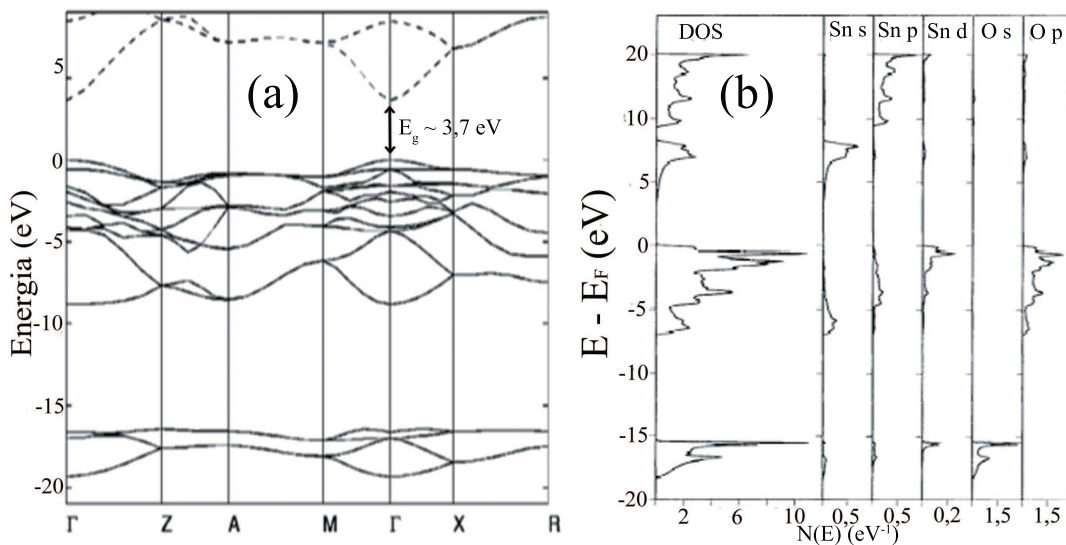 (a)
Energia (eV)
5
0
-5
-10
-15
-20
E_g ~ 3,7 eV
Γ Z A M Γ X R
(b)
DOS Sn s Sn p Sn d O s O p
E - E_F (eV)
20
10
5
0
-5
-10
-15
-20
2 6 10 0,5 0,5 0,2 1,5 1,5
N(E) (eV⁻¹)